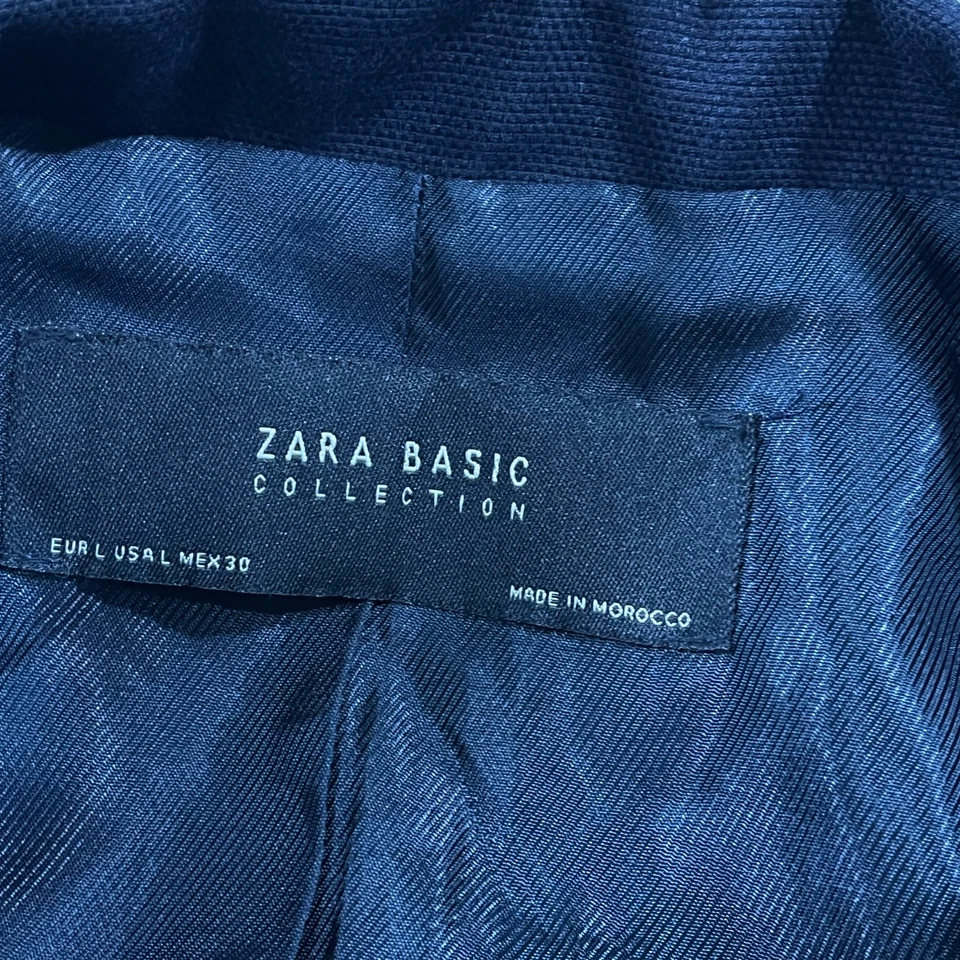 ZARA BASIC
COLLECTION
EUR L USA L MEX 30
MADE IN MOROCCO